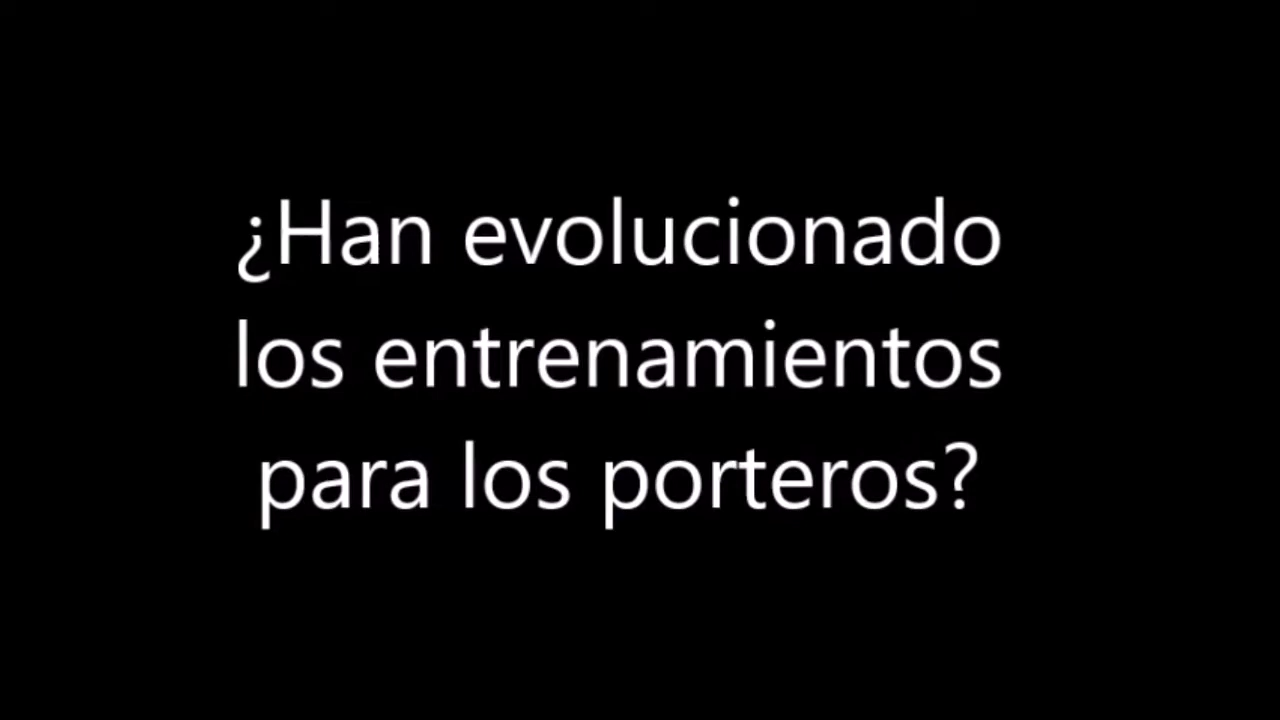 ¿Han evolucionado
los entrenamientos
para los porteros?